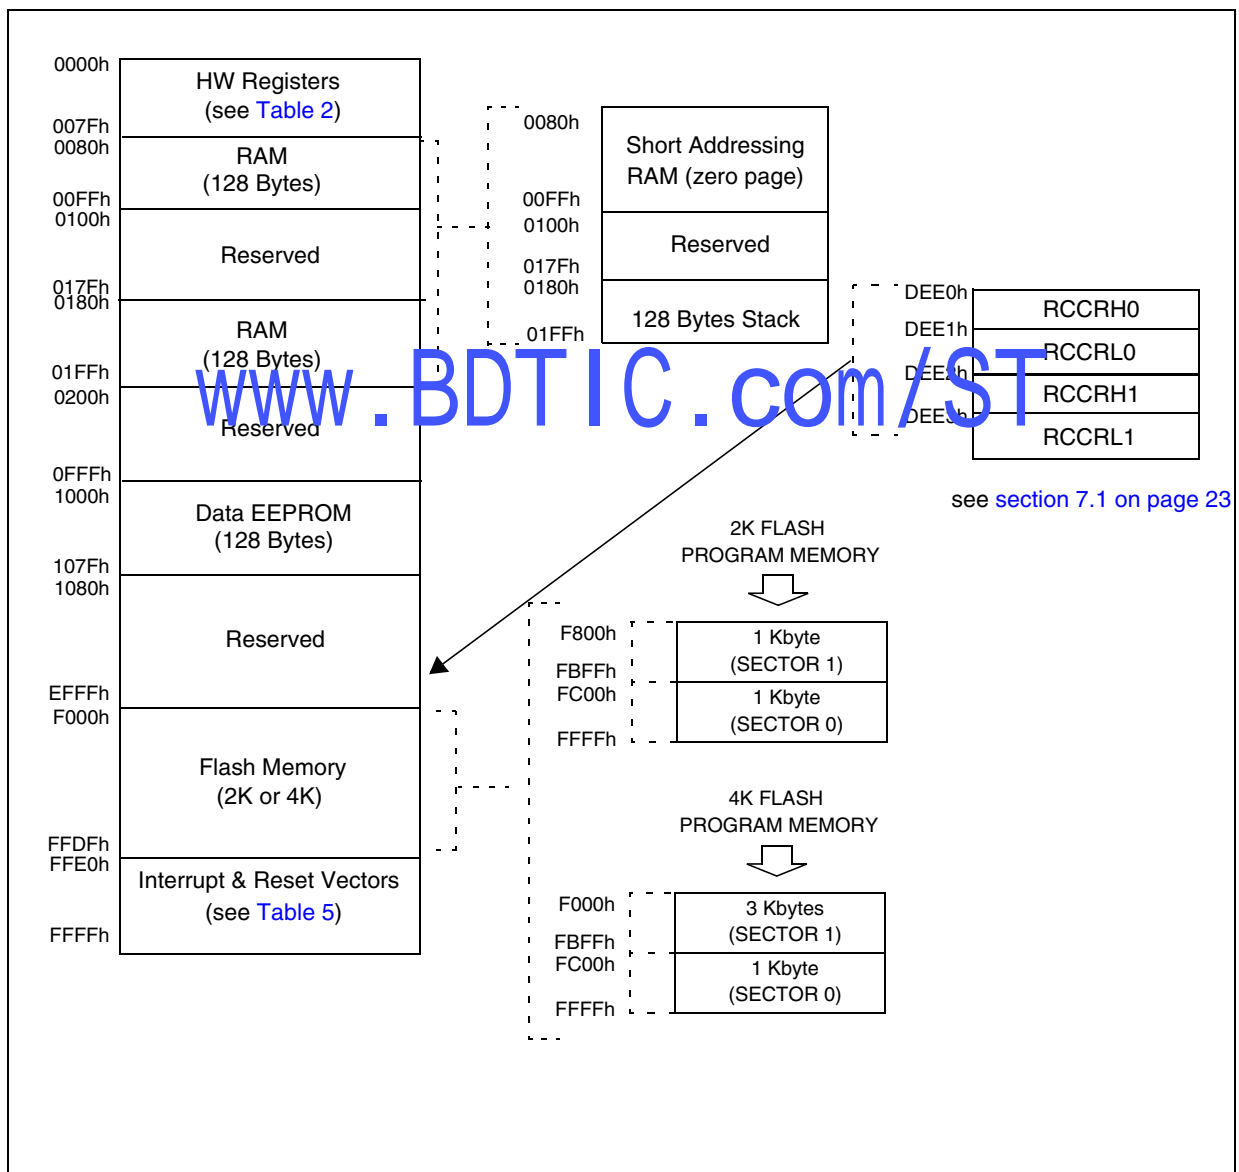 0000h
HW Registers
(see Table 2)
007Fh
0080h
RAM
(128 Bytes)
00FFh
0100h
Reserved
017Fh
0180h
RAM
(128 Bytes)
01FFh
0200h
Reserved
0FFFh
1000h
Data EEPROM
(128 Bytes)
107Fh
1080h
Reserved
EFFFh
F000h
Flash Memory
(2K or 4K)
FFDFh
FFE0h
Interrupt & Reset Vectors
(see Table 5)
FFFFh
0080h
Short Addressing
RAM (zero page)
00FFh
0100h
Reserved
017Fh
0180h
128 Bytes Stack
01FFh
DEE0h
RCCRH0
DEE1h
RCCRL0
DEE2h
RCCRH1
DEE3h
RCCRL1
see section 7.1 on page 23
www.BDTIC.com/ST
2K FLASH
PROGRAM MEMORY
F800h
1 Kbyte
(SECTOR 1)
FBFFh
FC00h
1 Kbyte
(SECTOR 0)
FFFFh
4K FLASH
PROGRAM MEMORY
F000h
3 Kbytes
(SECTOR 1)
FBFFh
FC00h
1 Kbyte
(SECTOR 0)
FFFFh